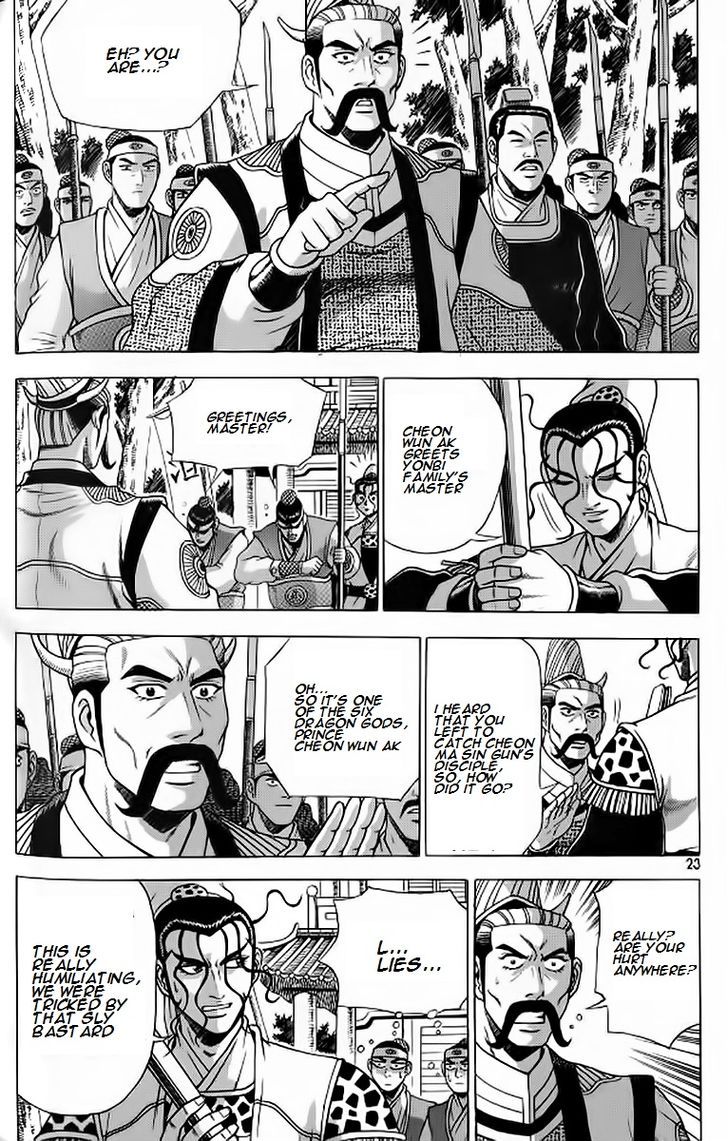 EH? YOU
ARE...?
GREETINGS,
MASTER!
CHEON
WUN AK
GREETS
YONBI
FAMILY'S
MASTER
OH...
SO IT'S ONE
OF THE SIX
DRAGON GODS,
PRINCE
CHEON WUN AK
I HEARD
THAT YOU
LEFT TO
CATCH CHEON
MA SIN GUN'S
DISCIPLE,
SO, HOW
DID IT GO?
23
THIS IS
REALLY
HUMILIATING,
WE WERE
TRICKED BY
THAT SLY
BASTARD
L...
LIES...
REALLY?
ARE YOUR
HURT
ANYWHERE?